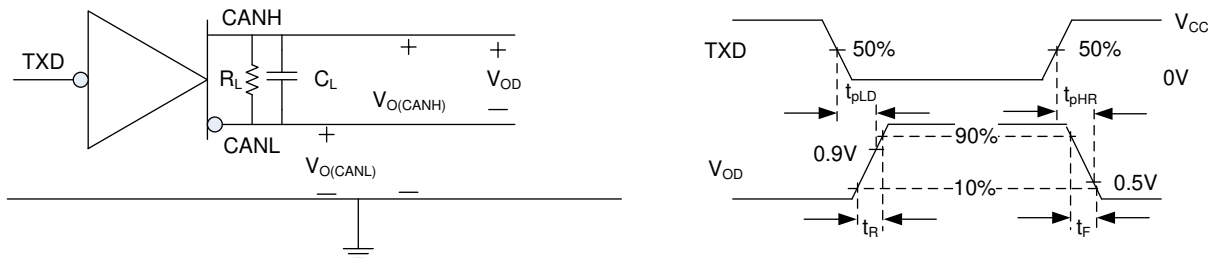 CANH
TXD
R_L
C_L
V_OD
V_O(CANH)
CANL
V_O(CANL)
+
+
+
—
—
—
TXD
50%
50%
V_CC
0V
t_pLD
t_pHR
0.9V
90%
V_OD
10%
0.5V
t_R
t_F